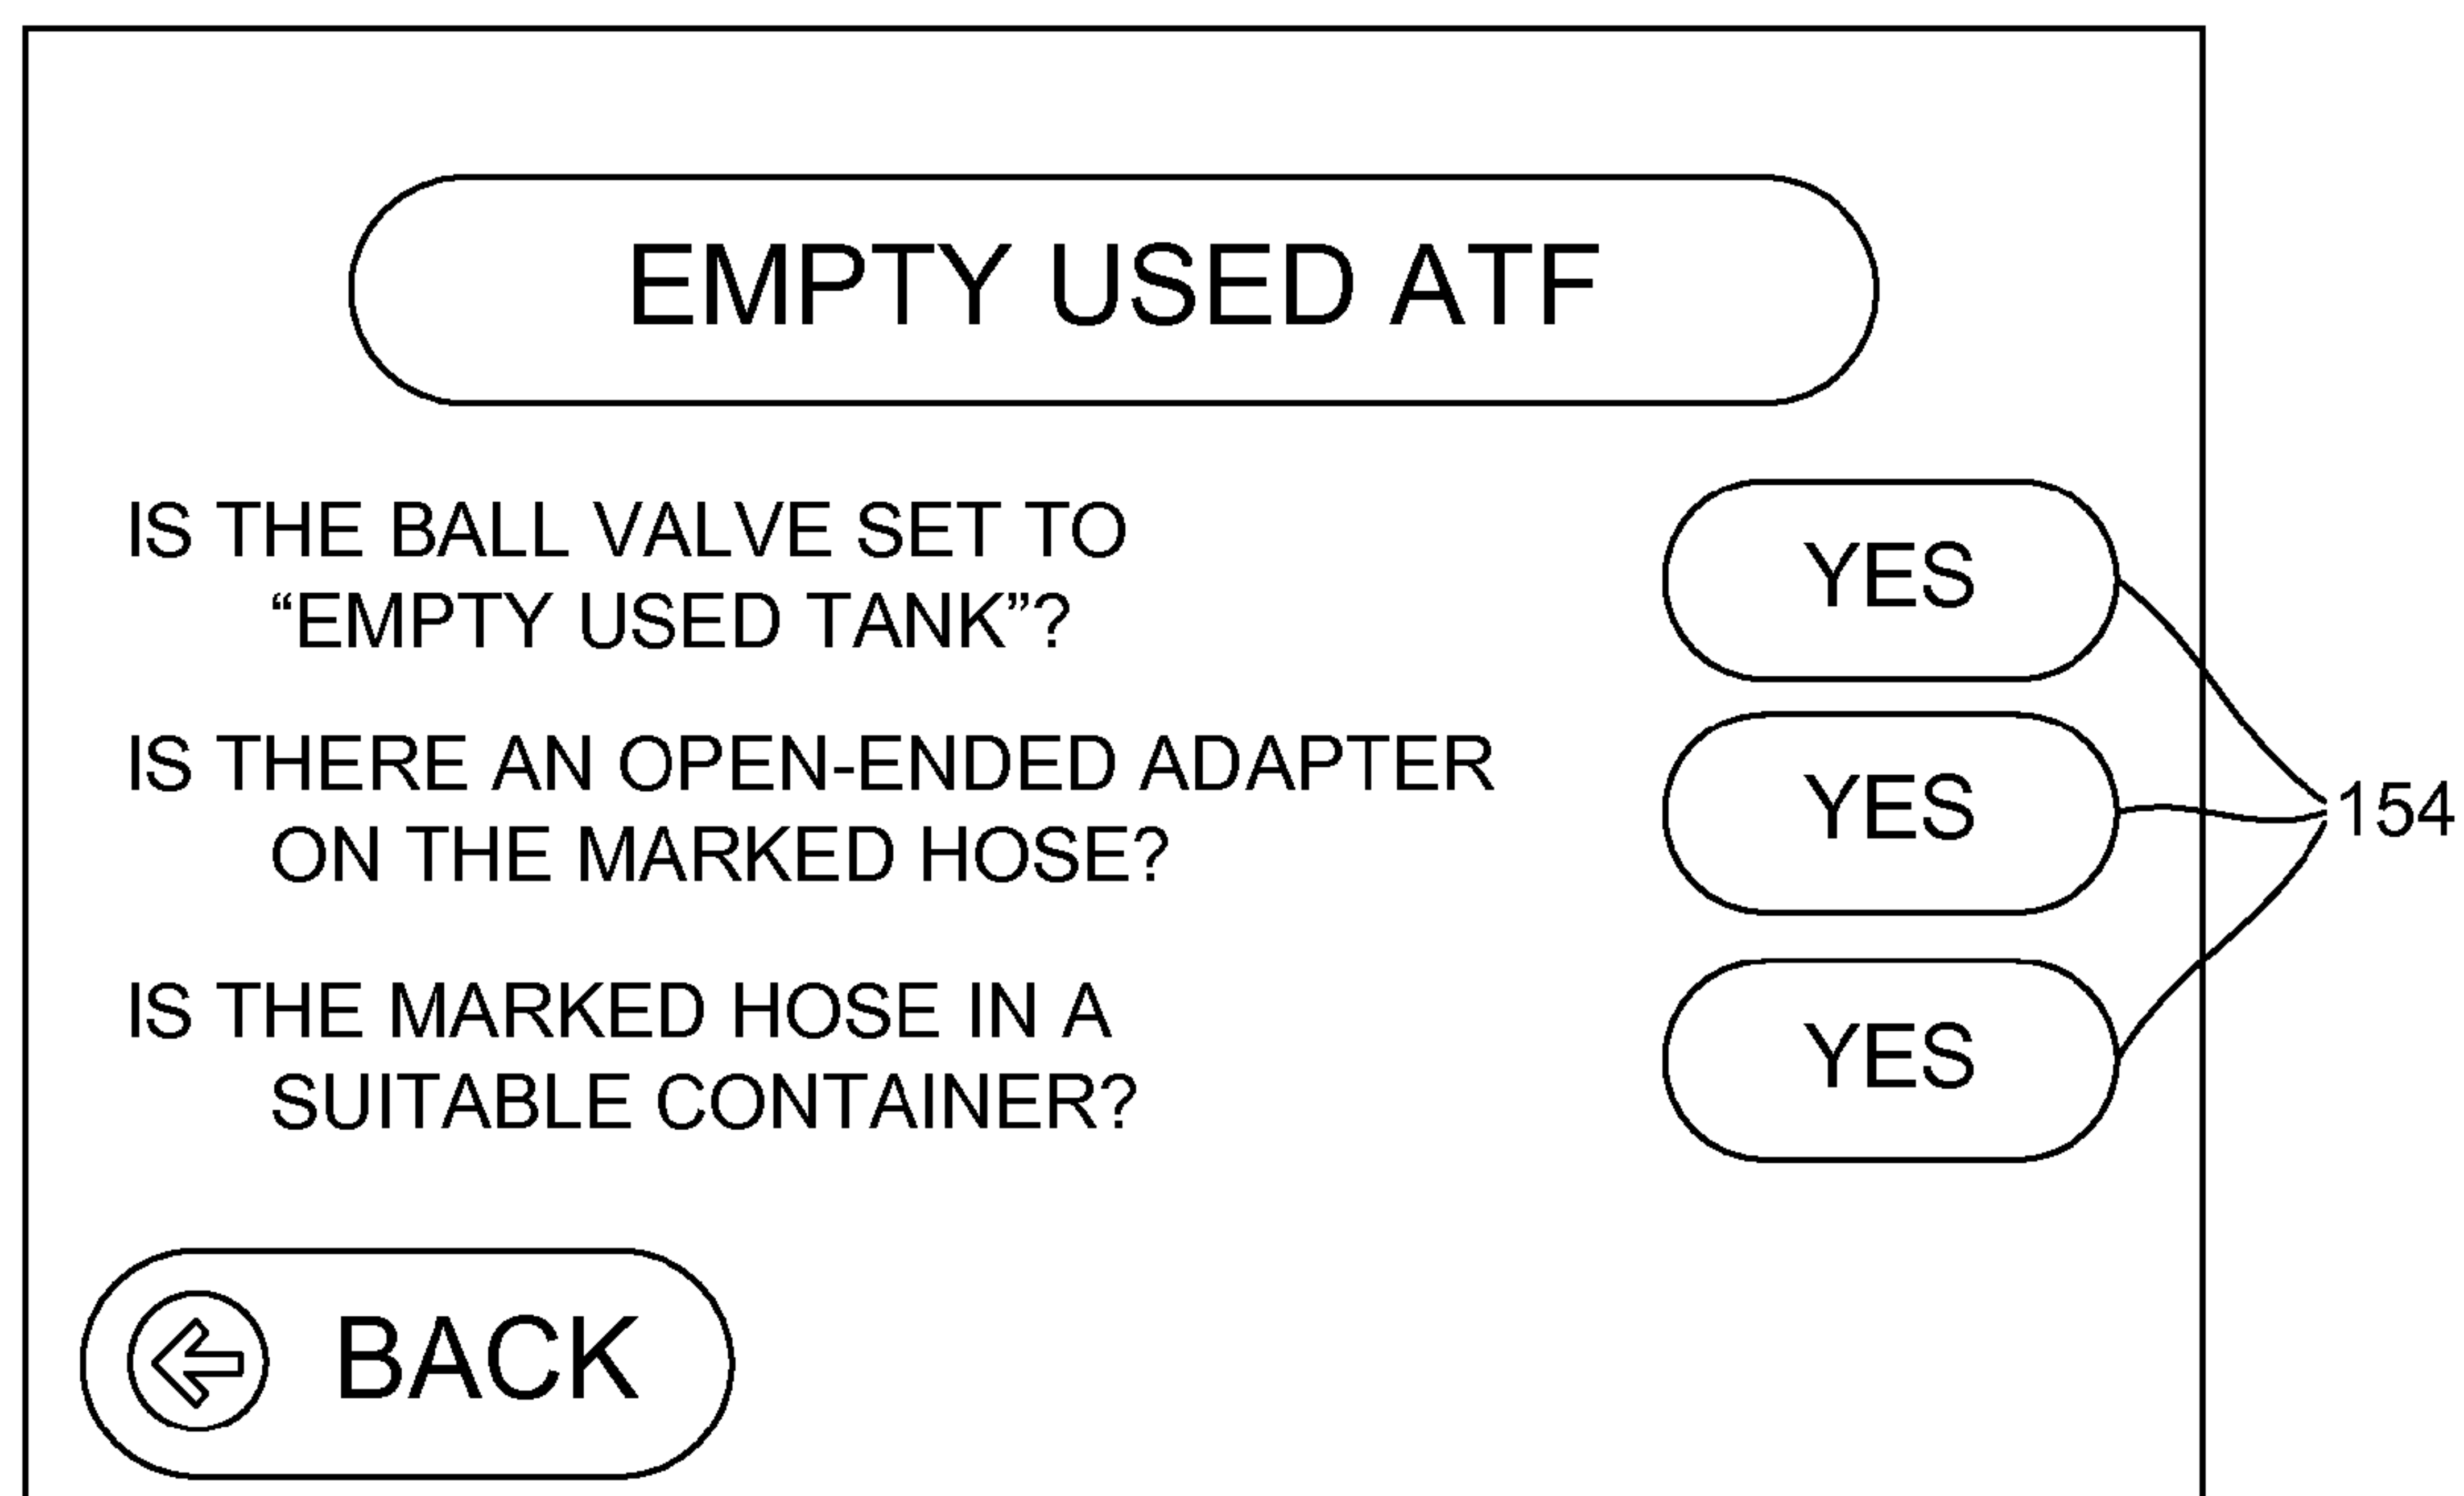 EMPTY USED ATF
IS THE BALL VALVE SET TO
“EMPTY USED TANK”?
YES
IS THERE AN OPEN-ENDED ADAPTER
ON THE MARKED HOSE?
YES
154
IS THE MARKED HOSE IN A
SUITABLE CONTAINER?
YES
BACK